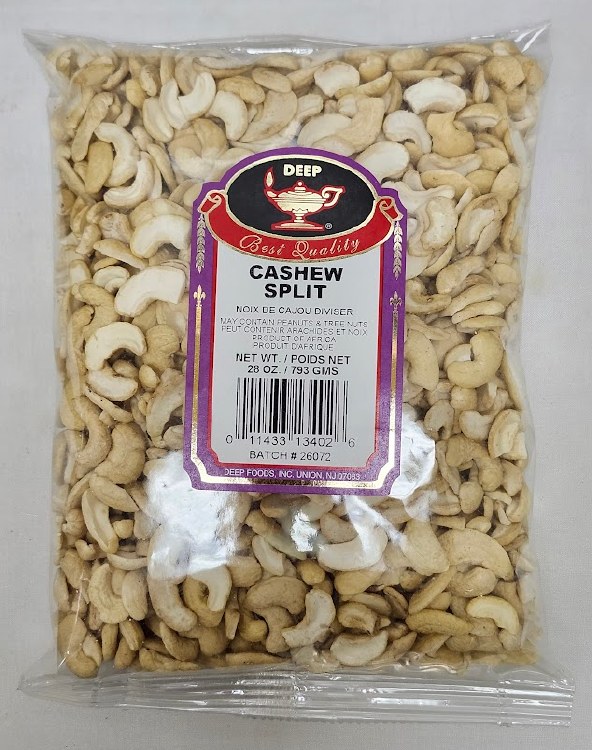 DEEP
®
Best Quality
CASHEW
SPLIT
NOIX DE CAJOU DIVISER
MAY CONTAIN PEANUTS & TREE NUTS
PEUT CONTENIR ARACHIDES ET NOIX
PRODUCT OF AFRICA
PRODUIT D'AFRIQUE
NET WT. / POIDS NET
28 OZ. / 793 GMS
0 11433 13402 6
BATCH # 26072
DEEP FOODS, INC. UNION, NJ 07083